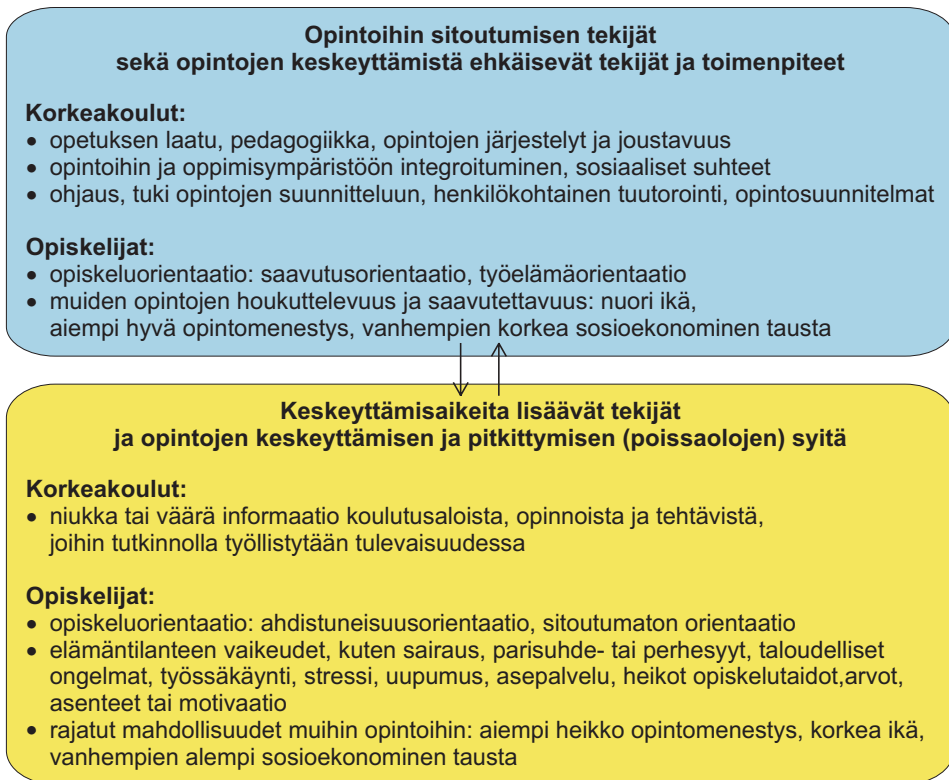 Opintoihin sitoutumisen tekijät
sekä opintojen keskeyttämistä ehkäisevät tekijät ja toimenpiteet
Korkeakoulut:
• opetuksen laatu, pedagogiikka, opintojen järjestelyt ja joustavuus
• opintoihin ja oppimisympäristöön integroituminen, sosiaaliset suhteet
• ohjaus, tuki opintojen suunnitteluun, henkilökohtainen tuutorointi, opintosuunnitelmat
Opiskelijat:
• opiskeluorientaatio: saavutusorientaatio, työelämäorientaatio
• muiden opintojen houkuttelevuus ja saavutettavuus: nuori ikä,
aiempi hyvä opintomenestys, vanhempien korkea sosioekonominen tausta
Keskeyttämisaikeita lisäävät tekijät
ja opintojen keskeyttämisen ja pitkittymisen (poissaolojen) syitä
Korkeakoulut:
• niukka tai väärä informaatio koulutusaloista, opinnoista ja tehtävistä,
joihin tutkinnolla työllistytään tulevaisuudessa
Opiskelijat:
• opiskeluorientaatio: ahdistuneisuusorientaatio, sitoutumaton orientaatio
• elämäntilanteen vaikeudet, kuten sairaus, parisuhde- tai perhesyyt, taloudelliset
ongelmat, työssäkäynti, stressi, uupumus, asepalvelu, heikot opiskelutaidot,arvot,
asenteet tai motivaatio
• rajatut mahdollisuudet muihin opintoihin: aiempi heikko opintomenestys, korkea ikä,
vanhempien alempi sosioekonominen tausta